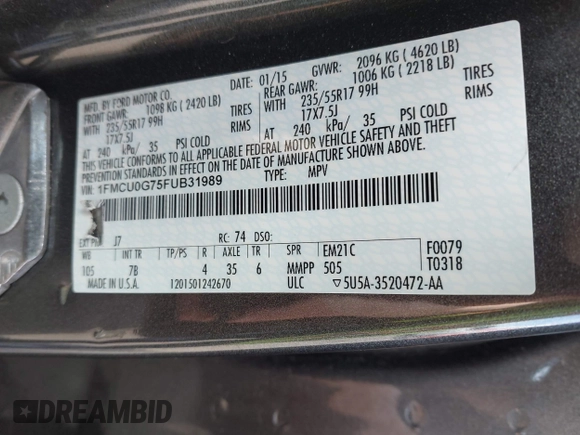 MFD. BY FORD MOTOR CO.
DATE: 01/15
GVWR: 2096 KG ( 4620 LB)
FRONT GAWR: 1098 KG ( 2420 LB)
REAR GAWR: 1006 KG ( 2218 LB)
WITH 235/55R17 99H TIRES
WITH 235/55R17 99H TIRES
17X7.5J RIMS
17X7.5J RIMS
AT 240 kPa/ 35 PSI COLD
AT 240 kPa/ 35 PSI COLD
THIS VEHICLE CONFORMS TO ALL APPLICABLE FEDERAL MOTOR VEHICLE SAFETY AND THEFT
PREVENTION STANDARDS IN EFFECT ON THE DATE OF MANUFACTURE SHOWN ABOVE.
1FMCU0G75FUB31989
TYPE: MPV
EXT J7
RC: 74 DSO:
WB INT TR TP/PS R AXLE TR SPR EM21C F0079
105 7B 4 35 6 MMPP 505 T0318
MADE IN U.S.A. 1201501242670 ULC ▽5U5A-3520472-AA
DREAMBID